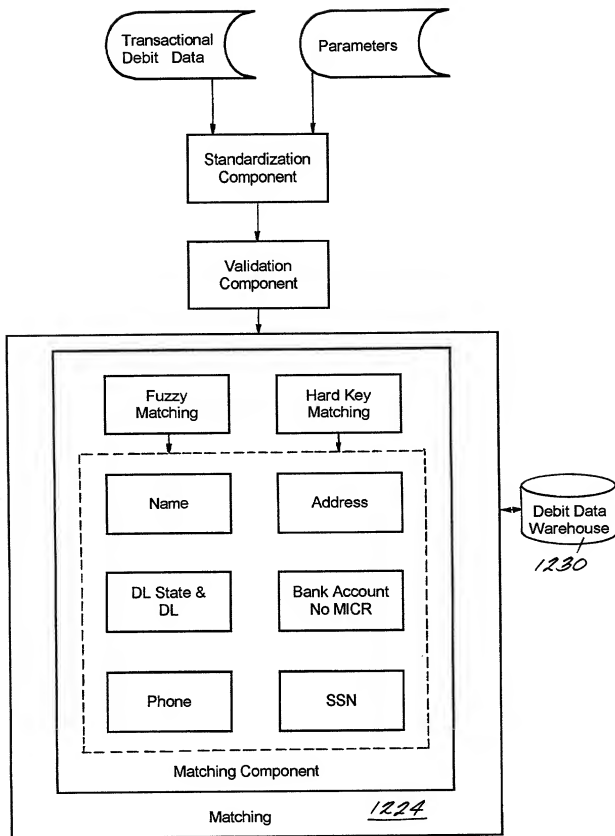 Transactional
Debit Data
Parameters
Standardization
Component
Validation
Component
Fuzzy
Matching
Hard Key
Matching
Name
Address
DL State &
DL
Bank Account
No MICR
Phone
SSN
Matching Component
Matching
1224
Debit Data
Warehouse
1230